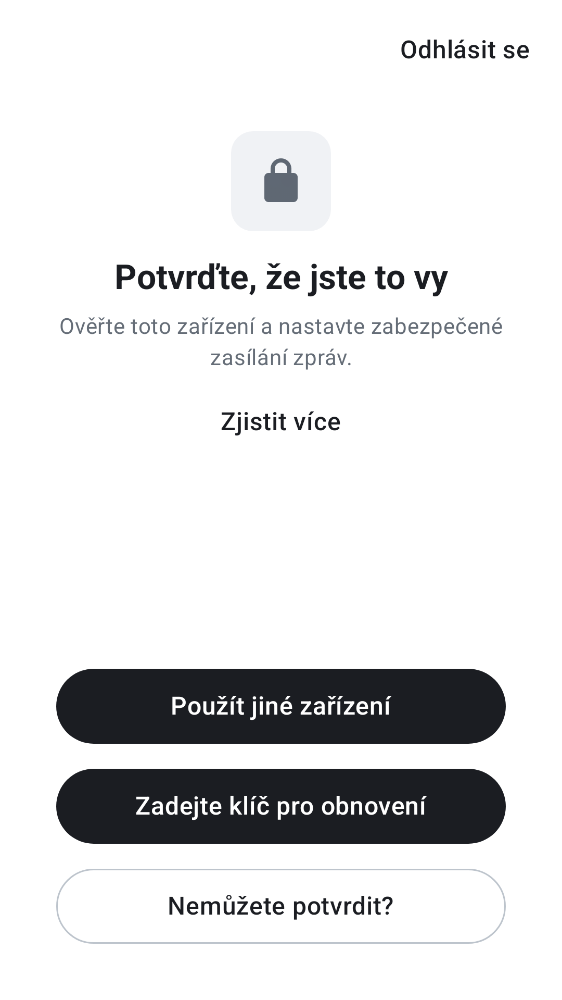 Odhlásit se
Potvrďte, že jste to vy
Ověřte toto zařízení a nastavte zabezpečené
zasílání zpráv.
Zjistit více
Použít jiné zařízení
Zadejte klíč pro obnovení
Nemůžete potvrdit?